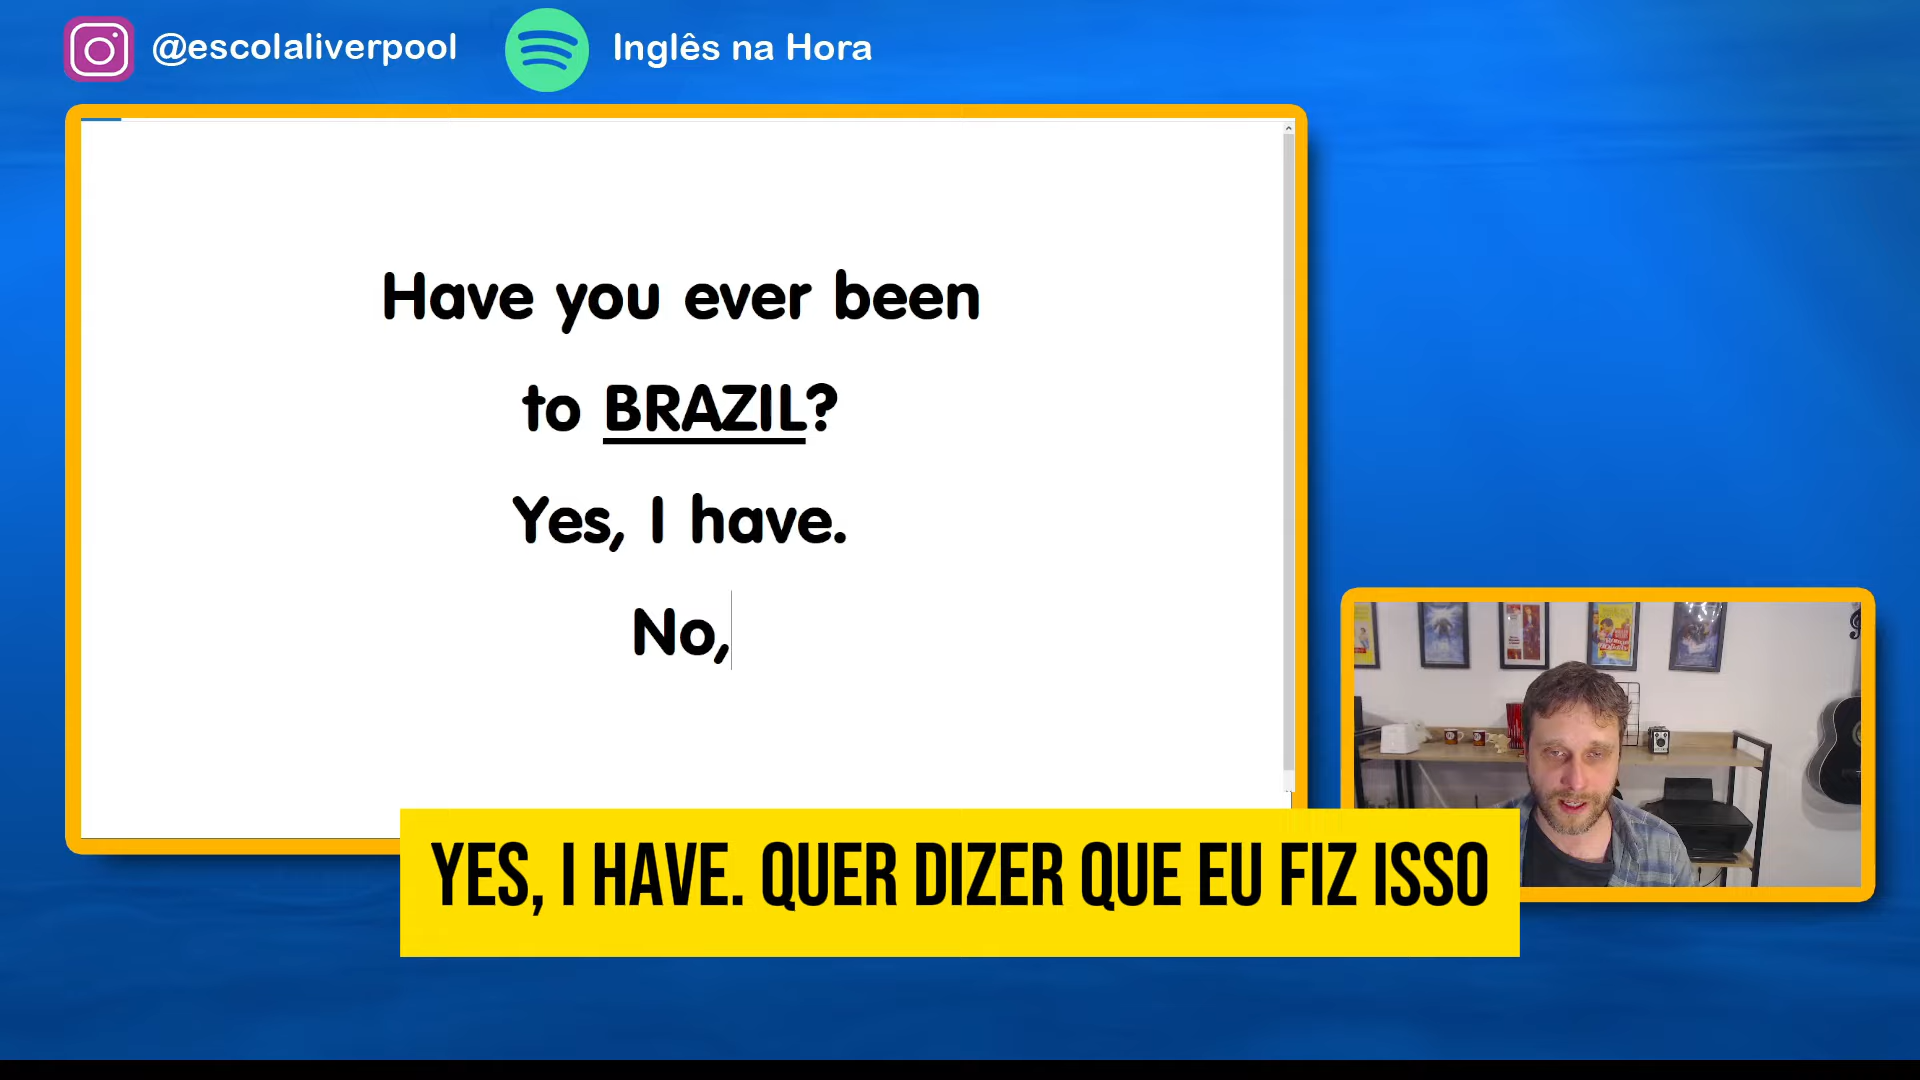 @escolaliverpool
Inglês na Hora
Have you ever been
to BRAZIL?
Yes, I have.
No,
YES, I HAVE. QUER DIZER QUE EU FIZ ISSO